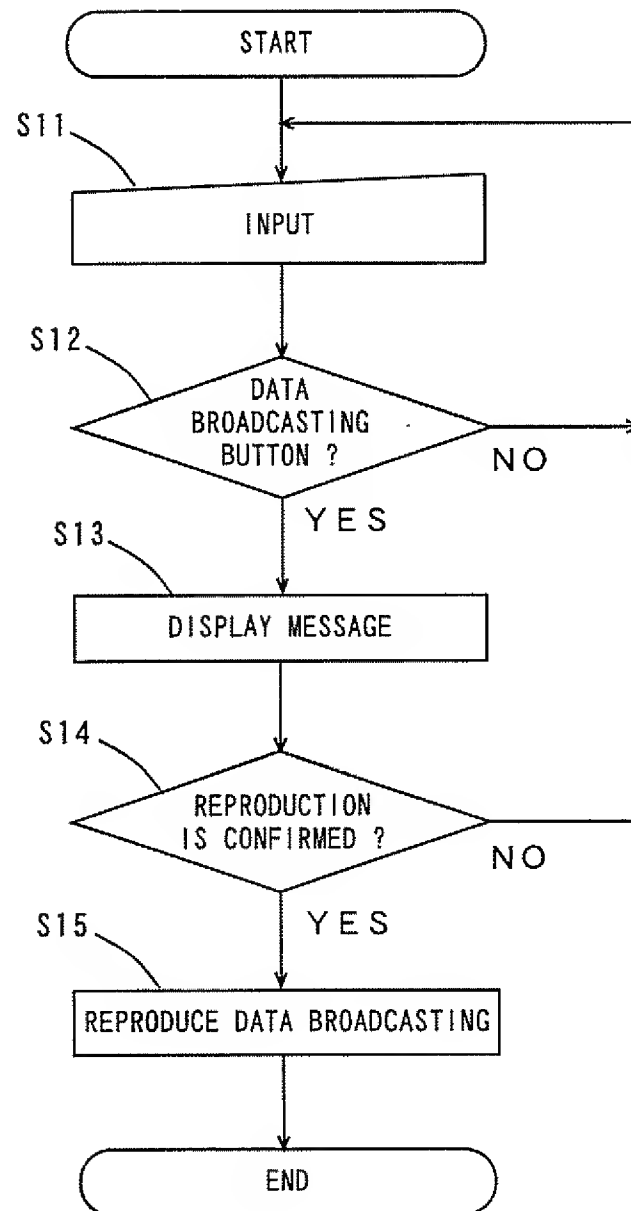 START
S11
INPUT
S12
DATA
BROADCASTING
BUTTON ?
NO
YES
S13
DISPLAY MESSAGE
S14
REPRODUCTION
IS CONFIRMED ?
NO
YES
S15
REPRODUCE DATA BROADCASTING
END